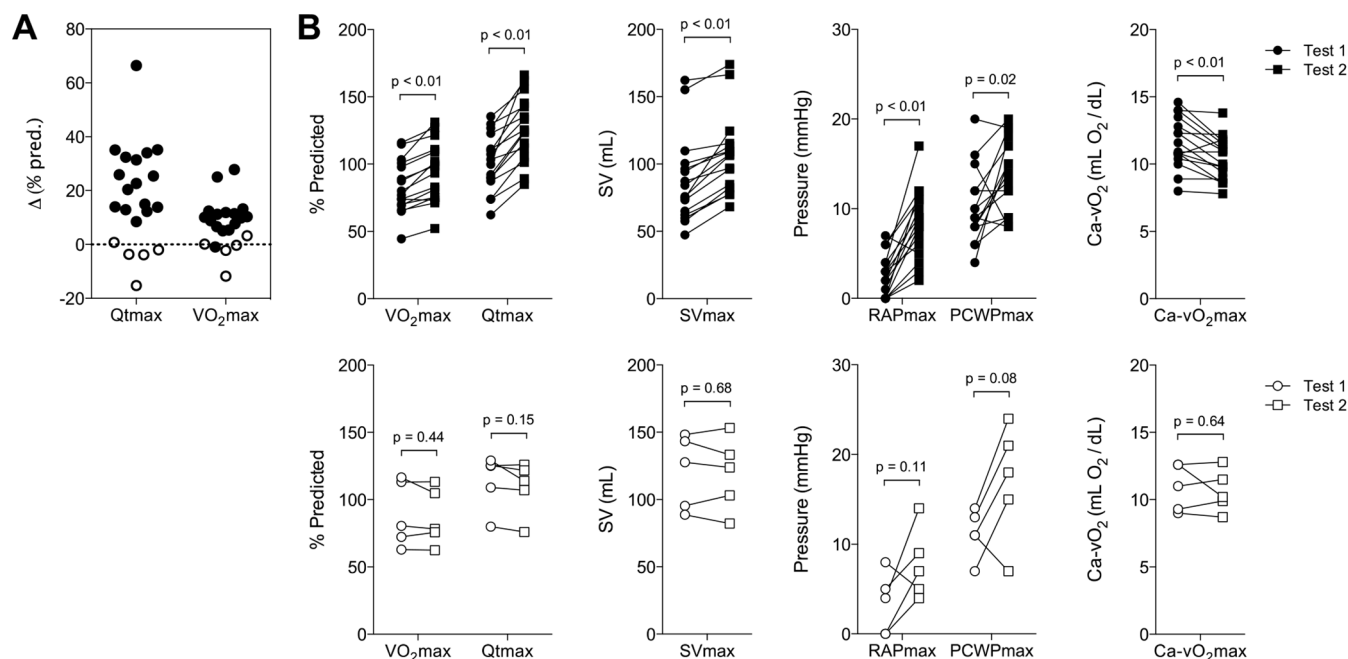 A
80
60
40
20
0
-20
Δ (% pred.)
Qtmax
VO2max
B
200
150
100
50
0
% Predicted
p < 0.01
p < 0.01
VO2max
Qtmax
200
150
100
50
0
SV (mL)
p < 0.01
SVmax
30
20
10
0
Pressure (mmHg)
p < 0.01
p = 0.02
RAPmax
PCWPmax
20
15
10
5
0
Ca-vO2 (mL O2 / dL)
p < 0.01
Ca-vO2max
Test 1
Test 2
200
150
100
50
0
% Predicted
p = 0.44
p = 0.15
VO2max
Qtmax
200
150
100
50
0
SV (mL)
p = 0.68
SVmax
30
20
10
0
Pressure (mmHg)
p = 0.11
p = 0.08
RAPmax
PCWPmax
20
15
10
5
0
Ca-vO2 (mL O2 / dL)
p = 0.64
Ca-vO2max
Test 1
Test 2